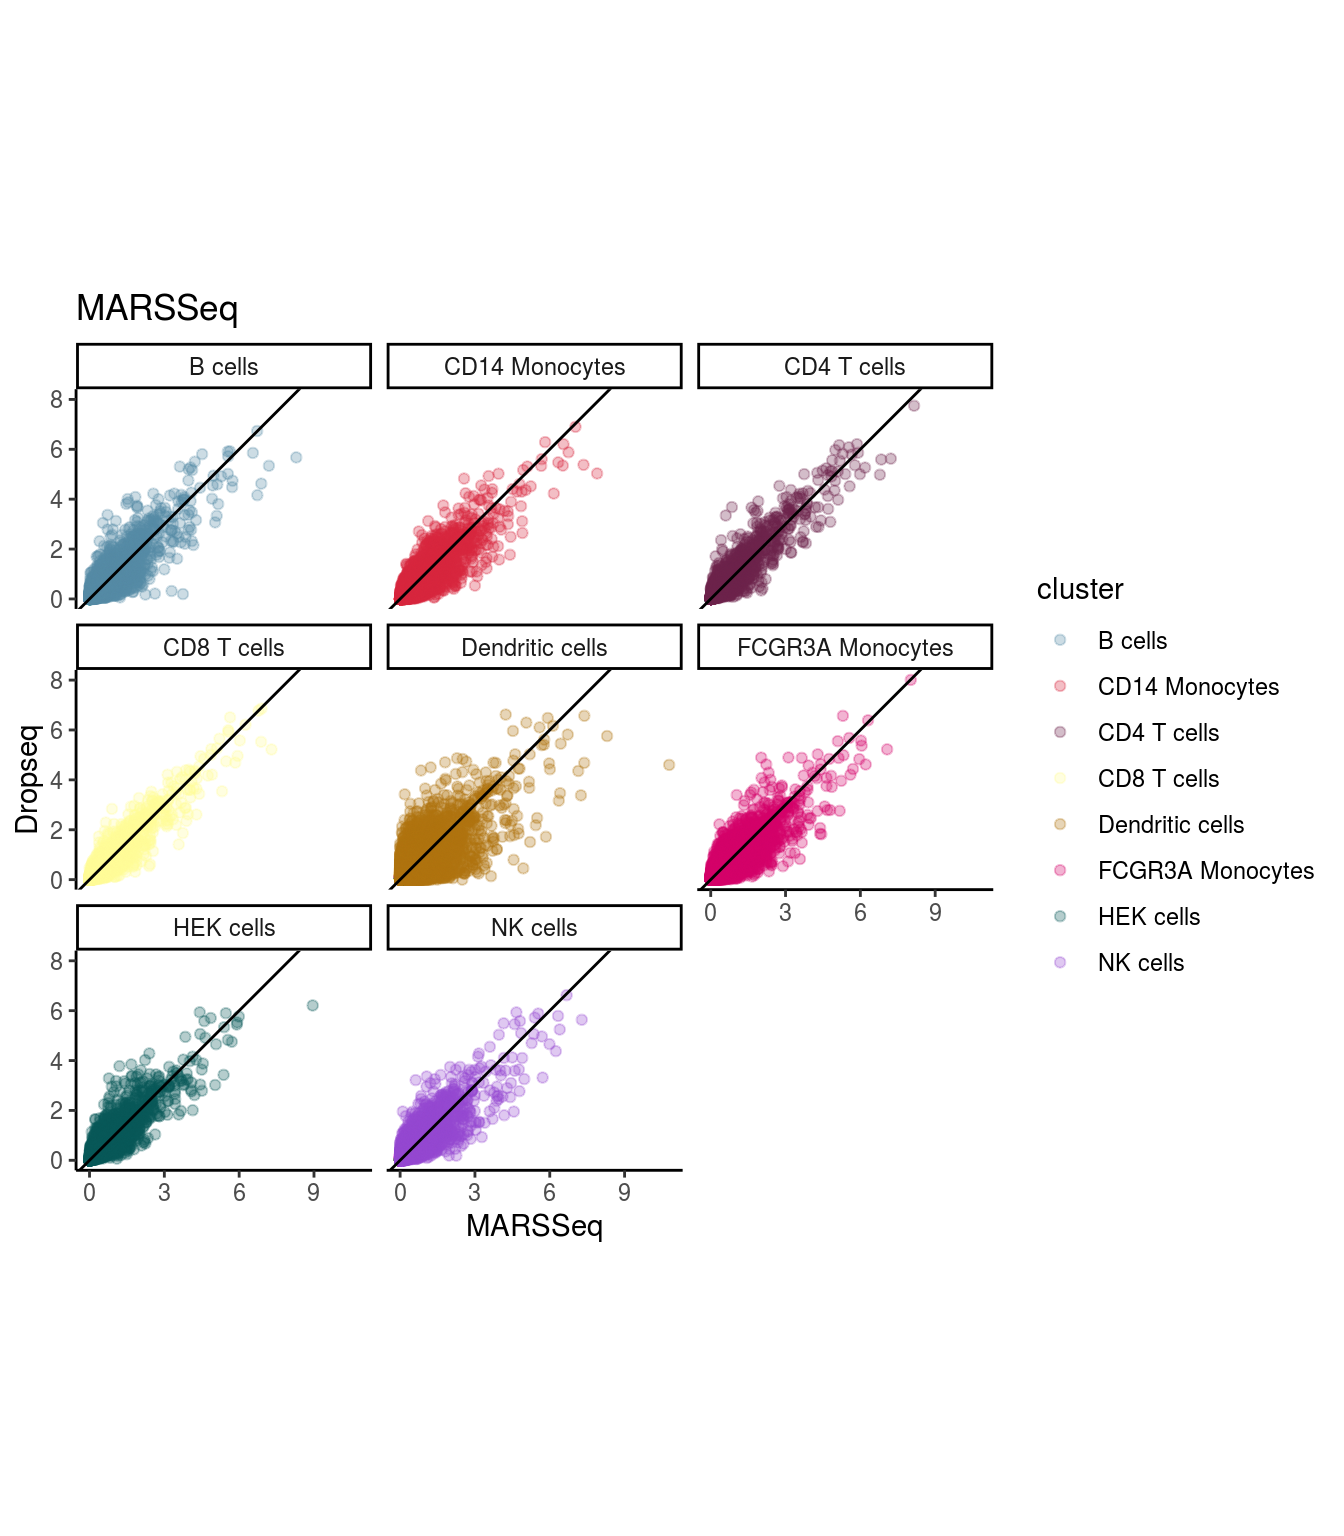 MARSSeq
B cells
CD14 Monocytes
CD4 T cells
8
6
4
2
0
CD8 T cells
Dendritic cells
FCGR3A Monocytes
8
6
4
2
0
0 3 6 9
HEK cells
NK cells
8
6
4
2
0
0 3 6 9
0 3 6 9
MARSSeq
Dropseq
cluster
B cells
CD14 Monocytes
CD4 T cells
CD8 T cells
Dendritic cells
FCGR3A Monocytes
HEK cells
NK cells